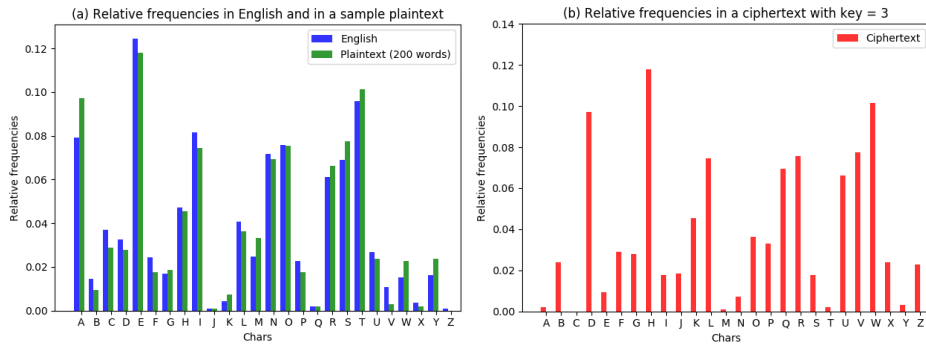 (a) Relative frequencies in English and in a sample plaintext
English
Plaintext (200 words)
Relative frequencies
0.12
0.10
0.08
0.06
0.04
0.02
0.00
A B C D E F G H I J K L M N O P Q R S T U V W X Y Z
Chars
(b) Relative frequencies in a ciphertext with key = 3
Ciphertext
Relative frequencies
0.14
0.12
0.10
0.08
0.06
0.04
0.02
0.00
A B C D E F G H I J K L M N O P Q R S T U V W X Y Z
Chars